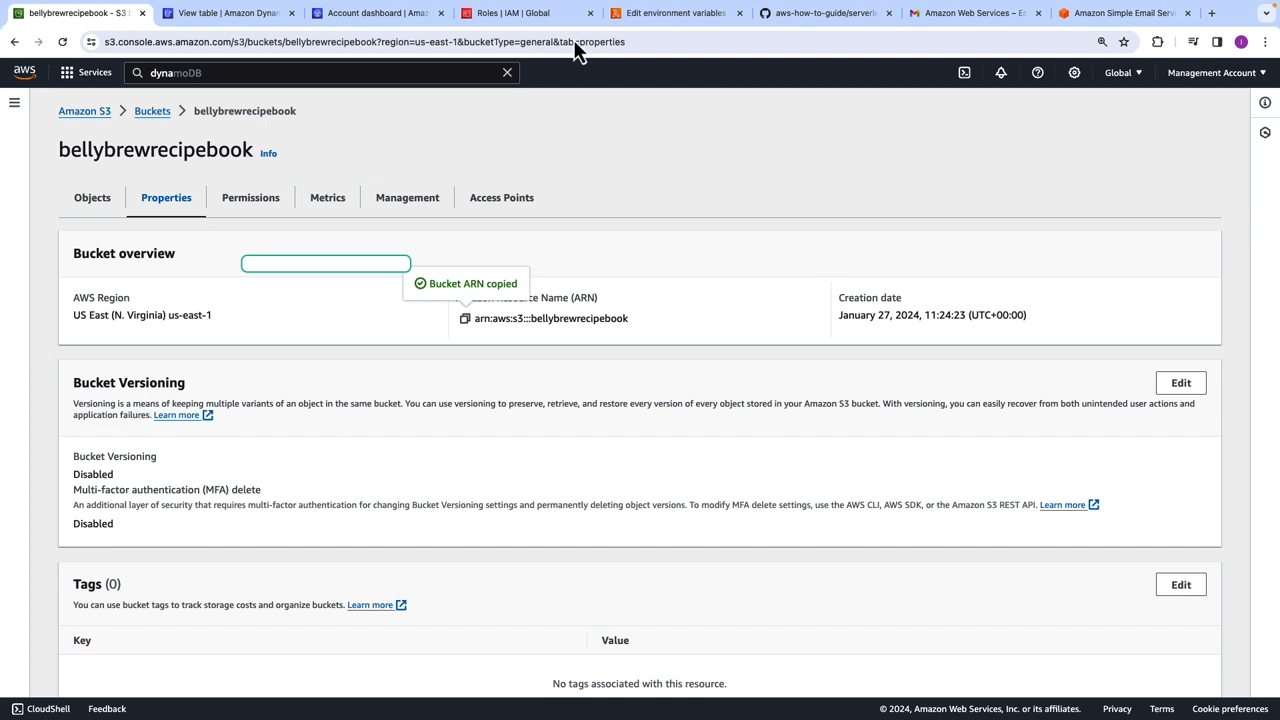 bellybrewrecipebook - S3 b
View table | Amazon Dynam
Account dashboard | Amaz
Roles | IAM | Global
Edit environment variables
aws-how-to-guide/serverle
Amazon Web Services – Em
Amazon Simple Email Servi
s3.console.aws.amazon.com/s3/buckets/bellybrewrecipebook?region=us-east-1&bucketType=general&tab=properties
aws
Services
dynamoDB
Global
Management Account
Amazon S3
Buckets
bellybrewrecipebook
bellybrewrecipebook Info
Objects
Properties
Permissions
Metrics
Management
Access Points
Bucket overview
Bucket ARN copied
AWS Region
Resource Name (ARN)
Creation date
US East (N. Virginia) us-east-1
arn:aws:s3:::bellybrewrecipebook
January 27, 2024, 11:24:23 (UTC+00:00)
Bucket Versioning
Edit
Versioning is a means of keeping multiple variants of an object in the same bucket. You can use versioning to preserve, retrieve, and restore every version of every object stored in your Amazon S3 bucket. With versioning, you can easily recover from both unintended user actions and
application failures. Learn more
Bucket Versioning
Disabled
Multi-factor authentication (MFA) delete
An additional layer of security that requires multi-factor authentication for changing Bucket Versioning settings and permanently deleting object versions. To modify MFA delete settings, use the AWS CLI, AWS SDK, or the Amazon S3 REST API. Learn more
Disabled
Tags (0)
Edit
You can use bucket tags to track storage costs and organize buckets. Learn more
Key
Value
No tags associated with this resource.
CloudShell
Feedback
© 2024, Amazon Web Services, Inc. or its affiliates.
Privacy
Terms
Cookie preferences